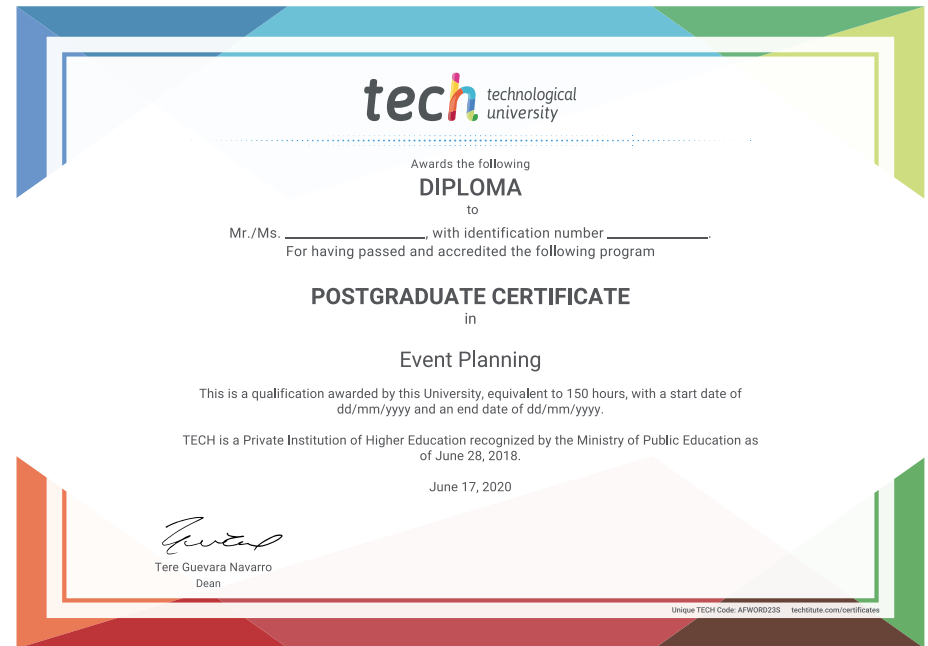 tech technological
university
Awards the following
DIPLOMA
to
Mr./Ms. ____________________, with identification number ______________.
For having passed and accredited the following program
POSTGRADUATE CERTIFICATE
in
Event Planning
This is a qualification awarded by this University, equivalent to 150 hours, with a start date of
dd/mm/yyyy and an end date of dd/mm/yyyy.
TECH is a Private Institution of Higher Education recognized by the Ministry of Public Education as
of June 28, 2018.
June 17, 2020
Tere Guevara Navarro
Dean
Unique TECH Code: AFWORD23S techtitute.com/certificates